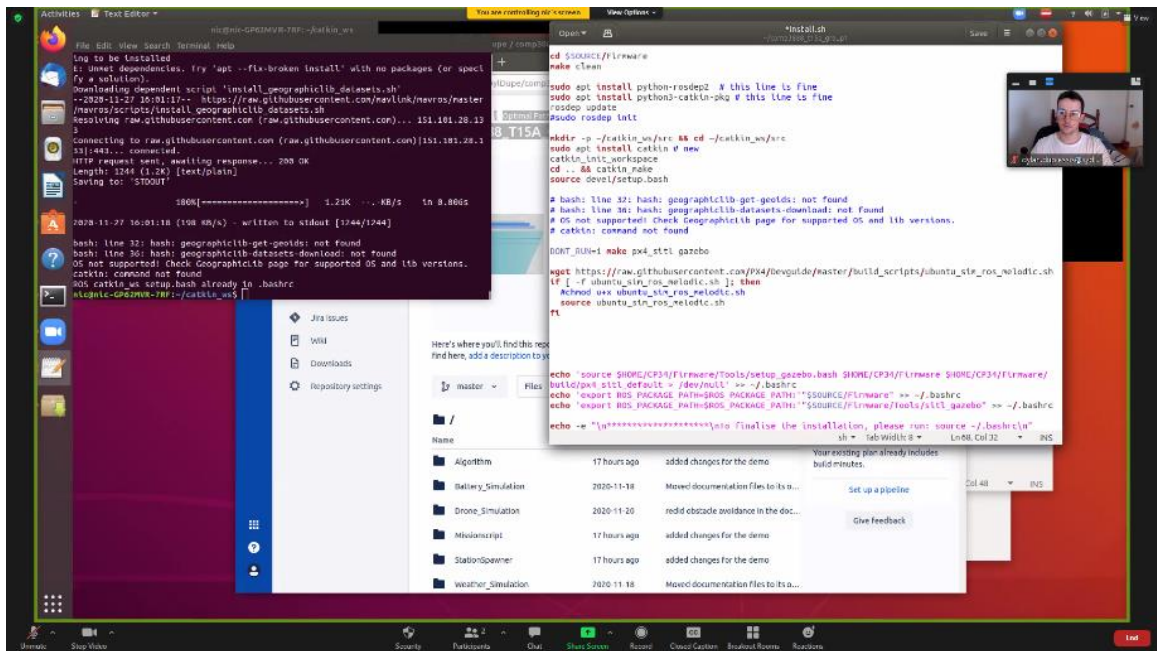 Activities
Text Editor
You are controlling nic's screen
View Options
View
nic@nic-GP62MVR-7RF: ~/catkin_ws
File Edit View Search Terminal Help
ing to be installed
E: Unmet dependencies. Try 'apt --fix-broken install' with no packages (or speci
fy a solution).
Downloading dependent script 'install_geographiclib_datasets.sh'
--2020-11-27 16:01:17-- https://raw.githubusercontent.com/mavlink/mavros/master
/mavros/scripts/install_geographiclib_datasets.sh
Resolving raw.githubusercontent.com (raw.githubusercontent.com)... 151.101.28.13
3
Connecting to raw.githubusercontent.com (raw.githubusercontent.com)|151.101.28.1
33|:443... connected.
HTTP request sent, awaiting response... 200 OK
Length: 1244 (1.2K) [text/plain]
Saving to: 'STDOUT'
- 100%[===================>] 1.21K --.-KB/s in 0.006s
2020-11-27 16:01:18 (198 KB/s) - written to stdout [1244/1244]
bash: line 32: hash: geographiclib-get-geoids: not found
bash: line 36: hash: geographiclib-datasets-download: not found
OS not supported! Check GeographicLib page for supported OS and lib versions.
catkin: command not found
ROS catkin_ws setup.bash already in .bashrc
nic@nic-GP62MVR-7RF:~/catkin_ws$
T15A
Open
*Install.sh
Save
cd $SOURCE/Firmware
make clean
sudo apt install python-rosdep2 # this line is fine
sudo apt install python3-catkin-pkg # this line is fine
rosdep update
#sudo rosdep init
mkdir -p ~/catkin_ws/src && cd ~/catkin_ws/src
sudo apt install catkin # new
catkin_init_workspace
cd .. && catkin_make
source devel/setup.bash
# bash: line 32: hash: geographiclib-get-geoids: not found
# bash: line 36: hash: geographiclib-datasets-download: not found
# OS not supported! Check GeographicLib page for supported OS and lib versions.
# catkin: command not found
DONT_RUN=1 make px4_sitl gazebo
wget https://raw.githubusercontent.com/PX4/Devguide/master/build_scripts/ubuntu_sim_ros_melodic.sh
if [ -f ubuntu_sim_ros_melodic.sh ]; then
#chmod u+x ubuntu_sim_ros_melodic.sh
source ubuntu_sim_ros_melodic.sh
fi
echo 'source $HOME/CP34/Firmware/Tools/setup_gazebo.bash $HOME/CP34/Firmware $HOME/CP34/Firmware/
build/px4_sitl_default > /dev/null' >> ~/.bashrc
echo 'export ROS_PACKAGE_PATH=$ROS_PACKAGE_PATH:'"$SOURCE/Firmware" >> ~/.bashrc
echo 'export ROS_PACKAGE_PATH=$ROS_PACKAGE_PATH:'"$SOURCE/Firmware/Tools/sitl_gazebo" >> ~/.bashrc
echo -e "\n********************\nTo finalise the installation, please run: source ~/.bashrc\n"
sh
Tab Width: 8
Ln 68, Col 32
INS
Jira issues
Wiki
Downloads
Repository settings
Here's where you'll find this repo
find here, add a description to yo
master
Files
/
Name
Algorithm 17 hours ago added changes for the demo
Battery_Simulation 2020-11-18 Moved documentation files to its o...
Drone_Simulation 2020-11-20 redid obstacle avoidance in the doc...
Missionscript 17 hours ago added changes for the demo
StationSpawner 17 hours ago added changes for the demo
Weather_Simulation 2020-11-18 Moved documentation files to its o...
Your existing plan already includes
build minutes.
Set up a pipeline
Give feedback
Col 48
INS
Unmute
Stop Video
Security
Participants
2
Chat
Share Screen
Record
Closed Caption
Breakout Rooms
Reactions
End